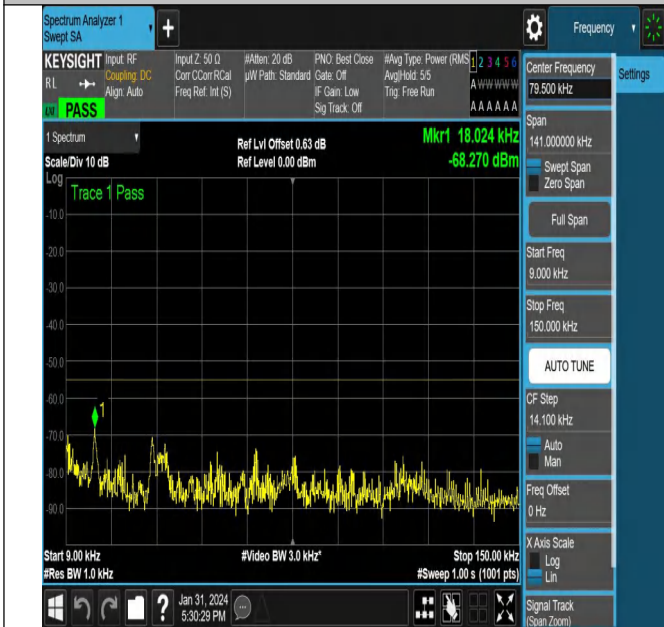 Spectrum Analyzer 1
Swept SA
+
Frequency
KEYSIGHT
RL
PASS
Input: RF
Coupling: DC
Align: Auto
Input Z: 50 Ω
Corr CCorr RCal
Freq Ref: Int (S)
#Atten: 20 dB
µW Path: Standard
PNO: Best Close
Gate: Off
IF Gain: Low
Sig Track: Off
#Avg Type: Power (RMS
Avg|Hold: 5/5
Trig: Free Run
1 2 3 4 5 6
A W W W W W
A A A A A A
1 Spectrum
Scale/Div 10 dB
Ref Lvl Offset 0.63 dB
Ref Level 0.00 dBm
Mkr1 18.024 kHz
-68.270 dBm
Log
Trace 1 Pass
-10.0
-20.0
-30.0
-40.0
-50.0
-60.0
-70.0
-80.0
-90.0
1
Start 9.00 kHz
#Res BW 1.0 kHz
#Video BW 3.0 kHz*
Stop 150.00 kHz
#Sweep 1.00 s (1001 pts)
Jan 31, 2024
5:30:29 PM
Center Frequency
79.500 kHz
Settings
Span
141.000000 kHz
Swept Span
Zero Span
Full Span
Start Freq
9.000 kHz
Stop Freq
150.000 kHz
AUTO TUNE
CF Step
14.100 kHz
Auto
Man
Freq Offset
0 Hz
X Axis Scale
Log
Lin
Signal Track
(Span Zoom)